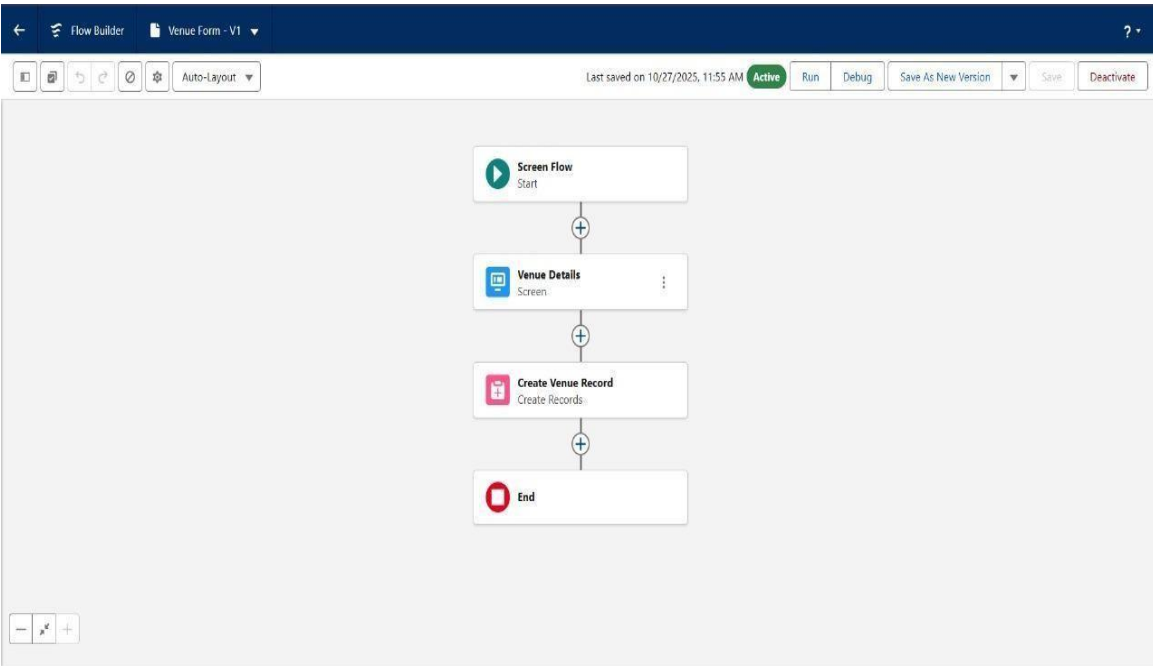 Flow Builder
Venue Form - V1
?
Auto-Layout
Last saved on 10/27/2025, 11:55 AM
Active
Run
Debug
Save As New Version
Save
Deactivate
Screen Flow
Start
Venue Details
Screen
Create Venue Record
Create Records
End